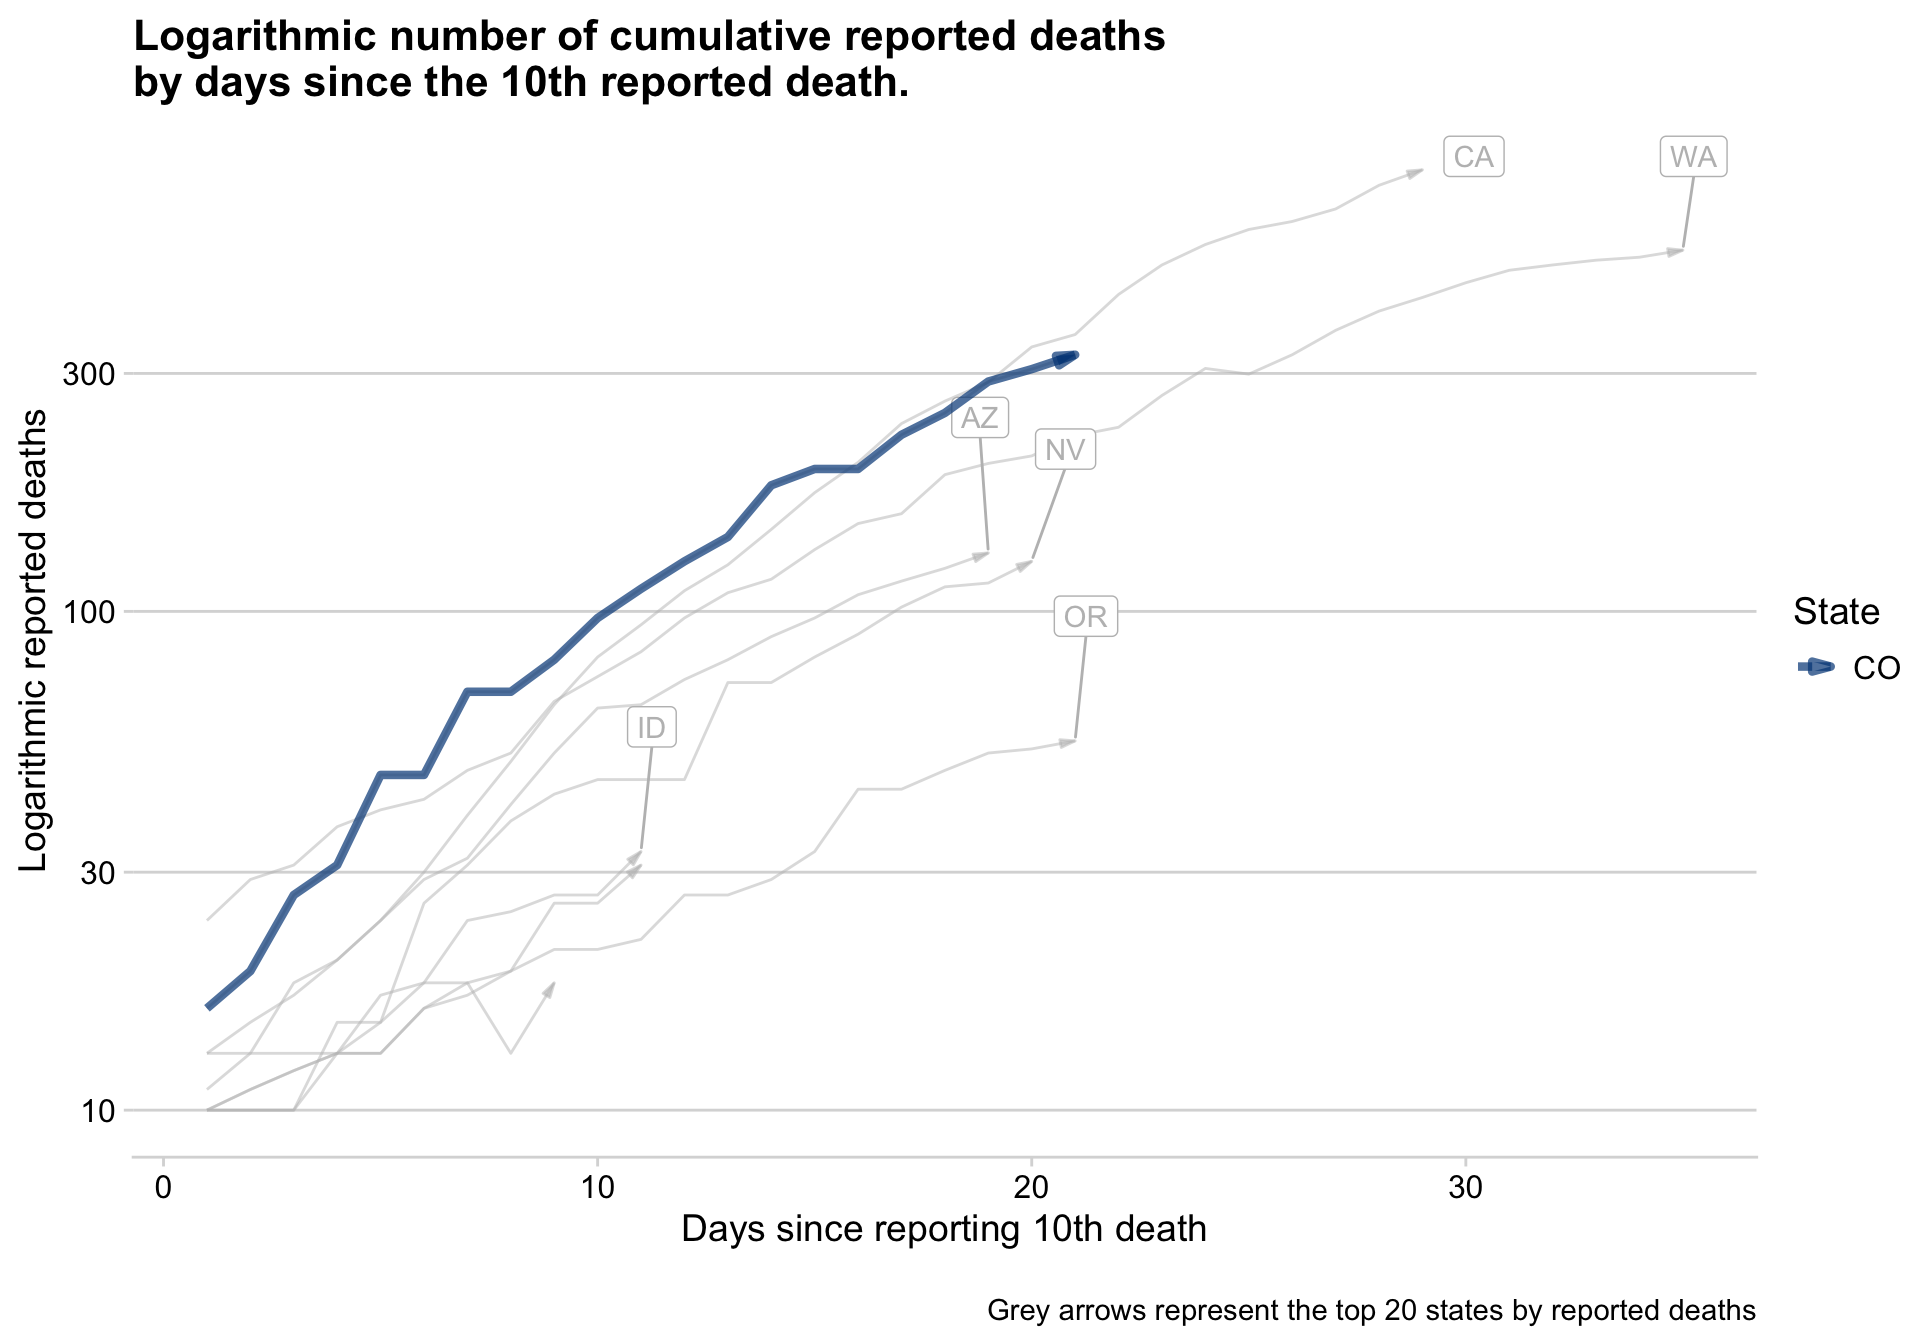 Logarithmic number of cumulative reported deaths
by days since the 10th reported death.
CA
WA
300
AZ
NV
100
OR
State
CO
ID
30
10
Logarithmic reported deaths
0 10 20 30
Days since reporting 10th death
Grey arrows represent the top 20 states by reported deaths